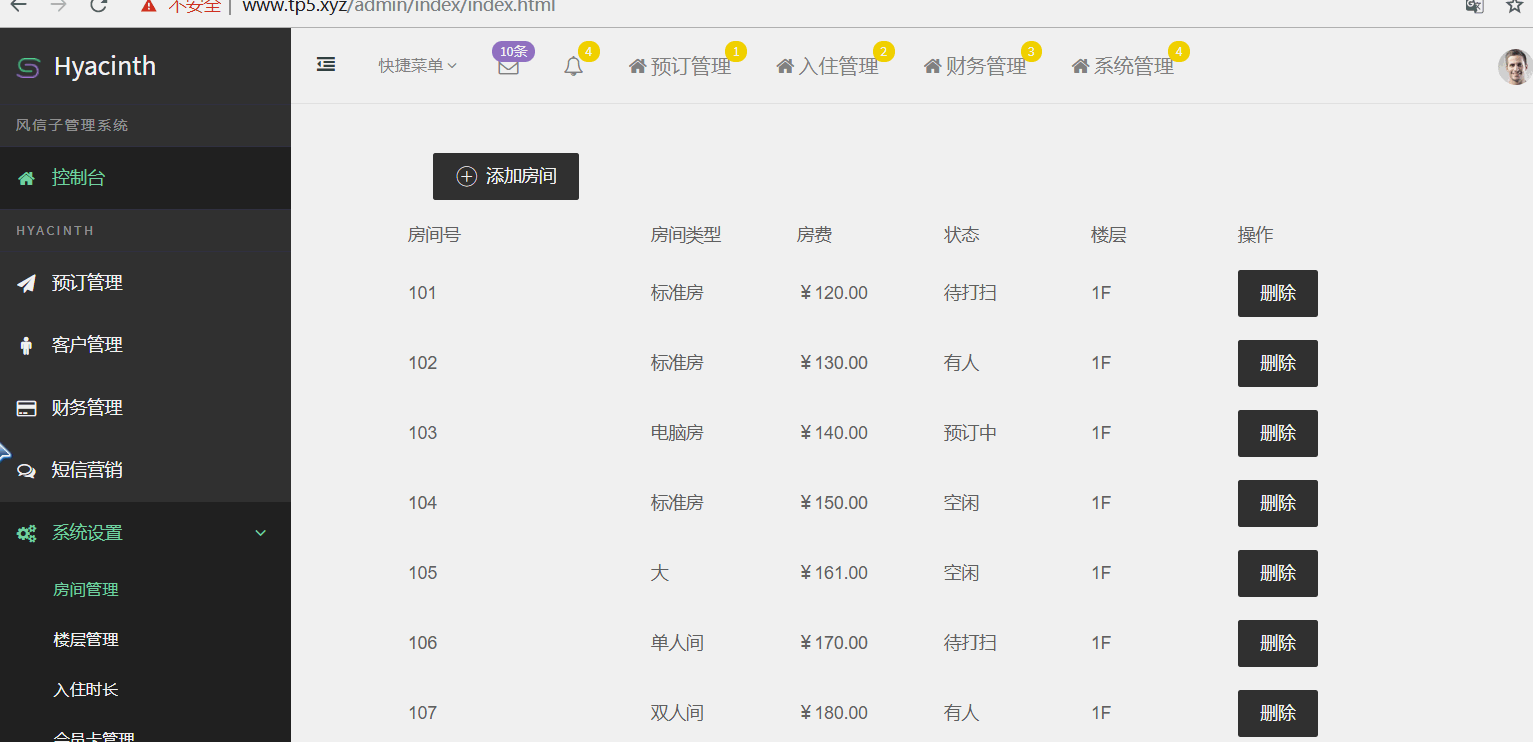 不安全 | www.tp5.xyz/admin/index/index.html
Hyacinth
风信子管理系统
控制台
HYACINTH
预订管理
客户管理
财务管理
短信营销
系统设置
房间管理
楼层管理
入住时长
会员卡管理
快捷菜单 10条 4 预订管理 1 入住管理 2 财务管理 3 系统管理 4
添加房间
房间号 房间类型 房费 状态 楼层 操作
101 标准房 ¥120.00 待打扫 1F 删除
102 标准房 ¥130.00 有人 1F 删除
103 电脑房 ¥140.00 预订中 1F 删除
104 标准房 ¥150.00 空闲 1F 删除
105 大 ¥161.00 空闲 1F 删除
106 单人间 ¥170.00 待打扫 1F 删除
107 双人间 ¥180.00 有人 1F 删除